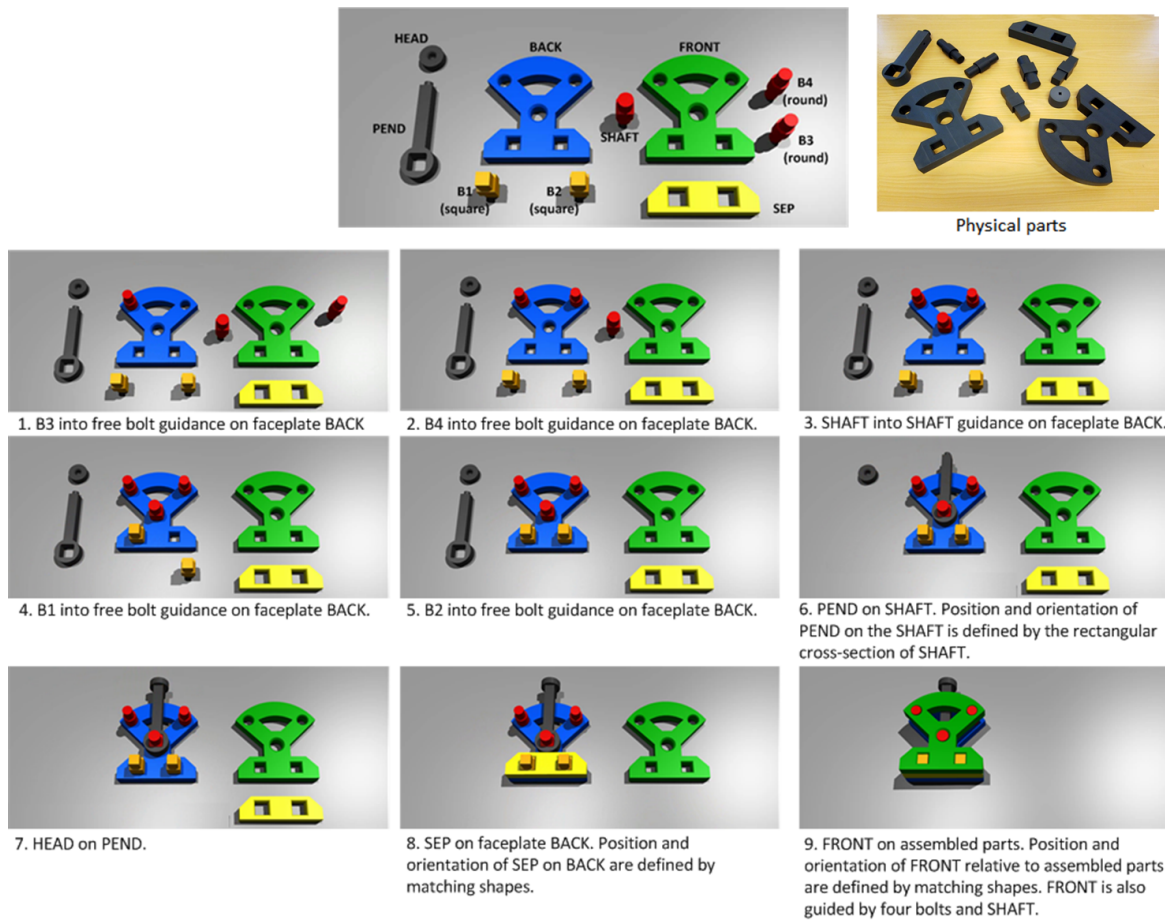 HEAD
BACK
FRONT
B4
(round)
PEND
SHAFT
B3
(round)
B1
(square)
B2
(square)
SEP
Physical parts
1. B3 into free bolt guidance on faceplate BACK
2. B4 into free bolt guidance on faceplate BACK.
3. SHAFT into SHAFT guidance on faceplate BACK.
4. B1 into free bolt guidance on faceplate BACK.
5. B2 into free bolt guidance on faceplate BACK.
6. PEND on SHAFT. Position and orientation of
PEND on the SHAFT is defined by the rectangular
cross-section of SHAFT.
7. HEAD on PEND.
8. SEP on faceplate BACK. Position and
orientation of SEP on BACK are defined by
matching shapes.
9. FRONT on assembled parts. Position and
orientation of FRONT relative to assembled parts
are defined by matching shapes. FRONT is also
guided by four bolts and SHAFT.